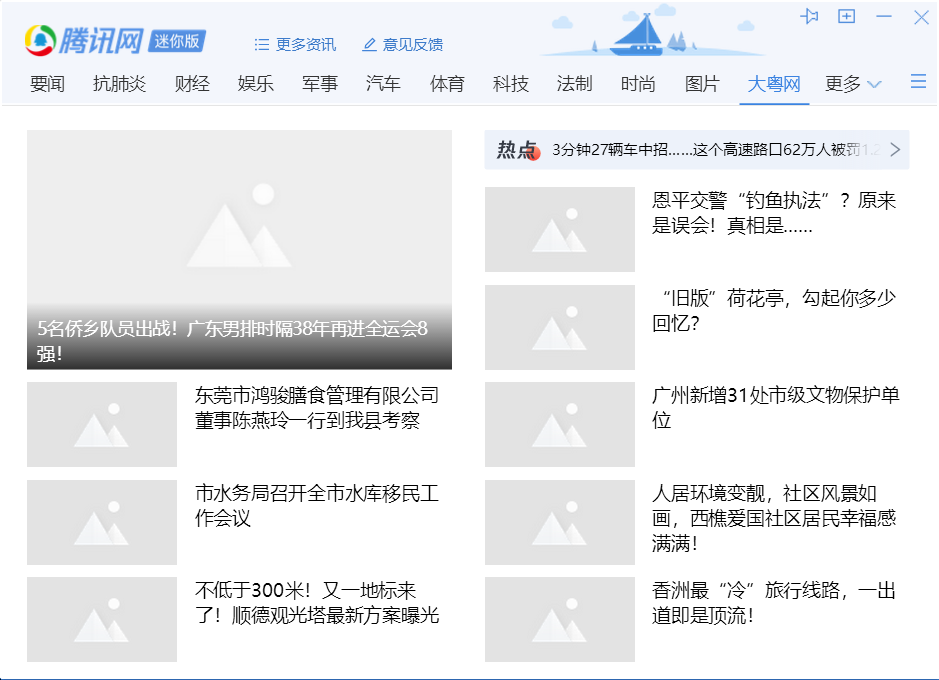 腾讯网 迷你版 更多资讯 意见反馈
要闻 抗肺炎 财经 娱乐 军事 汽车 体育 科技 法制 时尚 图片 大粤网 更多
5名侨乡队员出战！广东男排时隔38年再进全运会8
强！
东莞市鸿骏膳食管理有限公司
董事陈燕玲一行到我县考察
市水务局召开全市水库移民工
作会议
不低于300米！又一地标来
了！顺德观光塔最新方案曝光
热点 3分钟27辆车中招……这个高速路口62万人被罚1.2
恩平交警“钓鱼执法”？原来
是误会！真相是……
“旧版”荷花亭，勾起你多少
回忆？
广州新增31处市级文物保护单
位
人居环境变靓，社区风景如
画，西樵爱国社区居民幸福感
满满！
香洲最“冷”旅行线路，一出
道即是顶流！